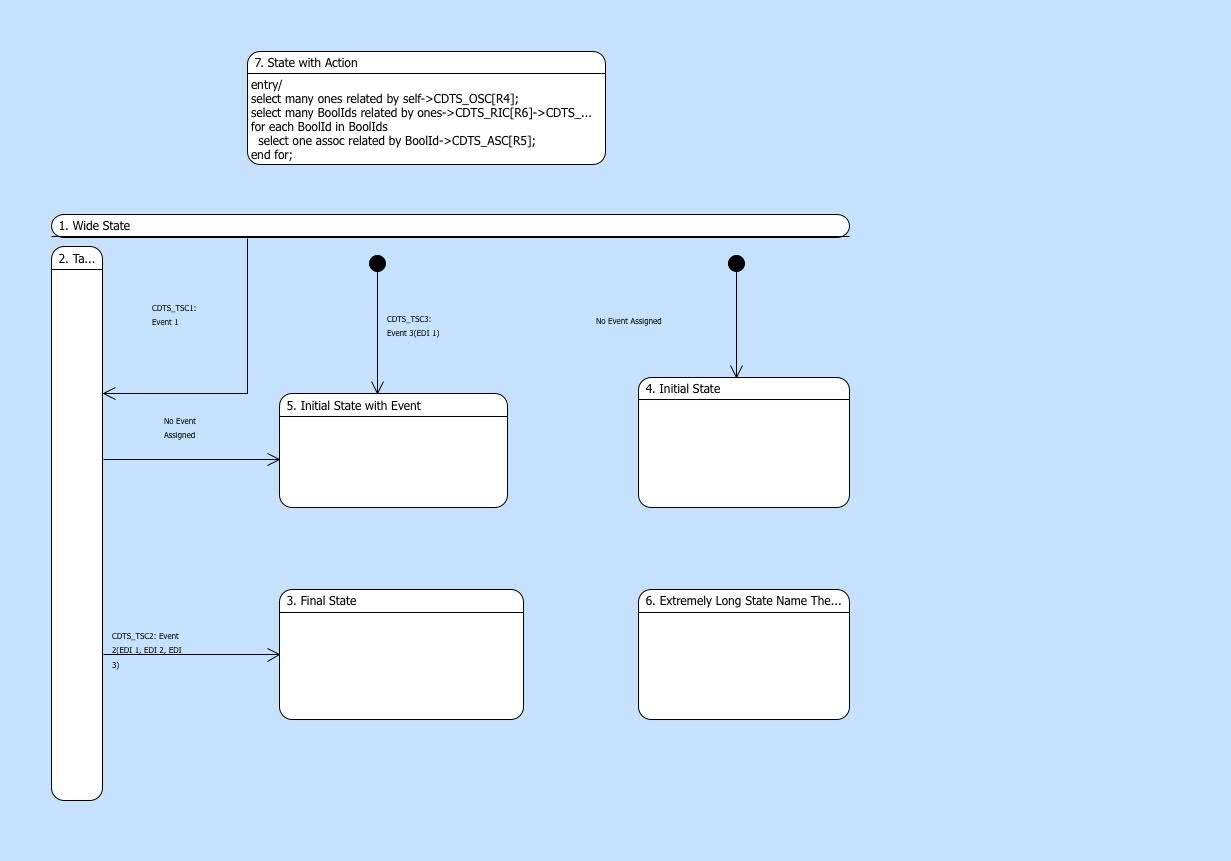 7. State with Action
entry/
select many ones related by self->CDTS_OSC[R4];
select many BoolIds related by ones->CDTS_RIC[R6]->CDTS_...
for each BoolId in BoolIds
  select one assoc related by BoolId->CDTS_ASC[R5];
end for;
1. Wide State
2. Ta...
CDTS_TSC1:
Event 1
CDTS_TSC3:
Event 3(EDI 1)
No Event Assigned
No Event
Assigned
5. Initial State with Event
4. Initial State
3. Final State
6. Extremely Long State Name The...
CDTS_TSC2: Event
2(EDI 1, EDI 2, EDI
3)